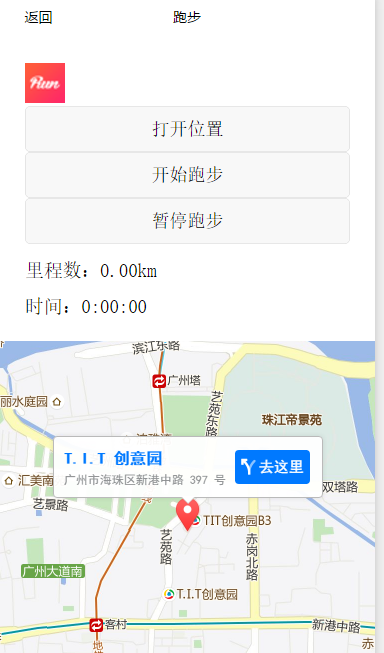 返回
跑步
Run
打开位置
开始跑步
暂停跑步
里程数：0.00km
时间：0:00:00
滨江东路
广州塔
丽水庭园
艺苑东路
珠江帝景苑
T.I.T 创意园
广州市海珠区新港中路 397 号
去这里
汇美南
双塔路
艺景路
TIT创意园B3
艺苑路
赤岗北路
广州大道南
T.I.T创意园
客村
新港中路
地
赤